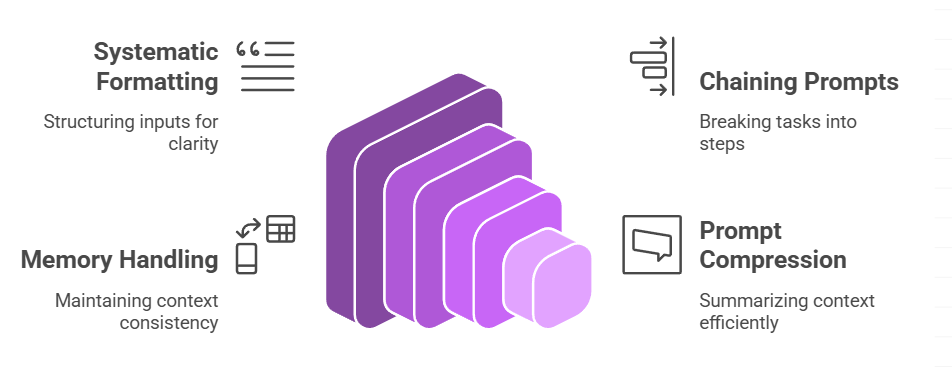 Systematic
Formatting
Structuring inputs for
clarity
Chaining Prompts
Breaking tasks into
steps
Memory Handling
Maintaining context
consistency
Prompt
Compression
Summarizing context
efficiently